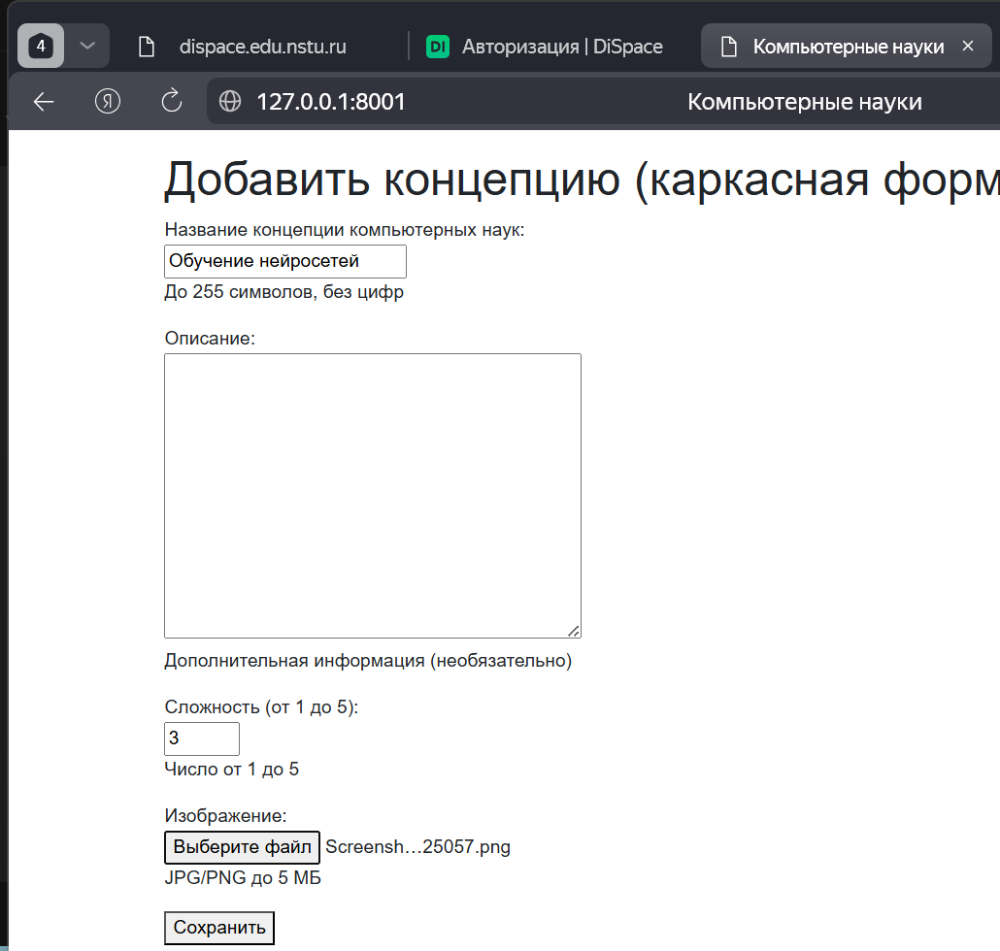 4
dispace.edu.nstu.ru
DI Авторизация | DiSpace
Компьютерные науки ×
Я 127.0.0.1:8001 Компьютерные науки
Добавить концепцию (каркасная форм
Название концепции компьютерных наук:
Обучение нейросетей
До 255 символов, без цифр
Описание:
Дополнительная информация (необязательно)
Сложность (от 1 до 5):
3
Число от 1 до 5
Изображение:
Выберите файл Screensh...25057.png
JPG/PNG до 5 МБ
Сохранить